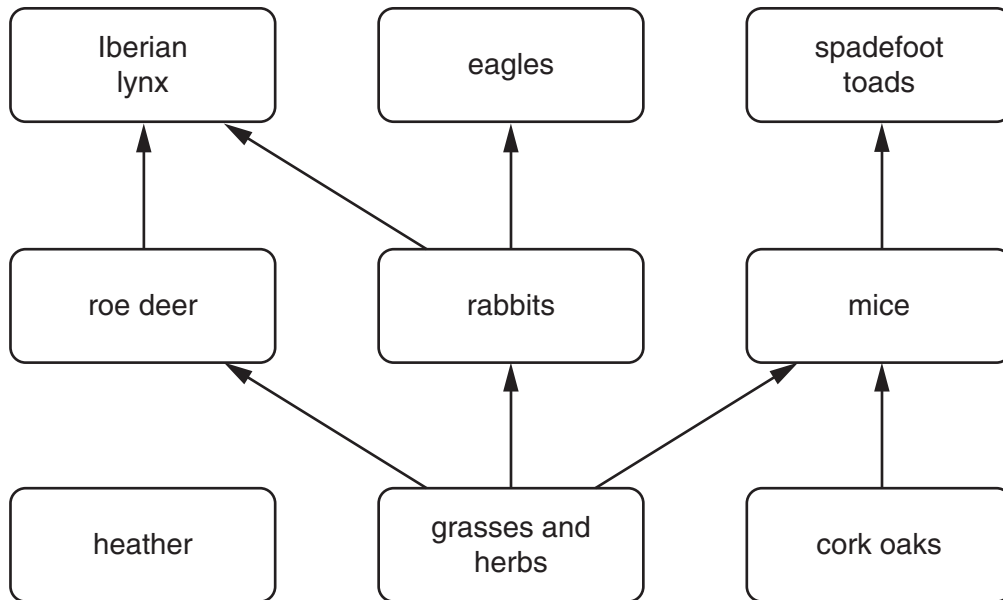 Iberian
lynx
eagles
spadefoot
toads
roe deer
rabbits
mice
heather
grasses and
herbs
cork oaks